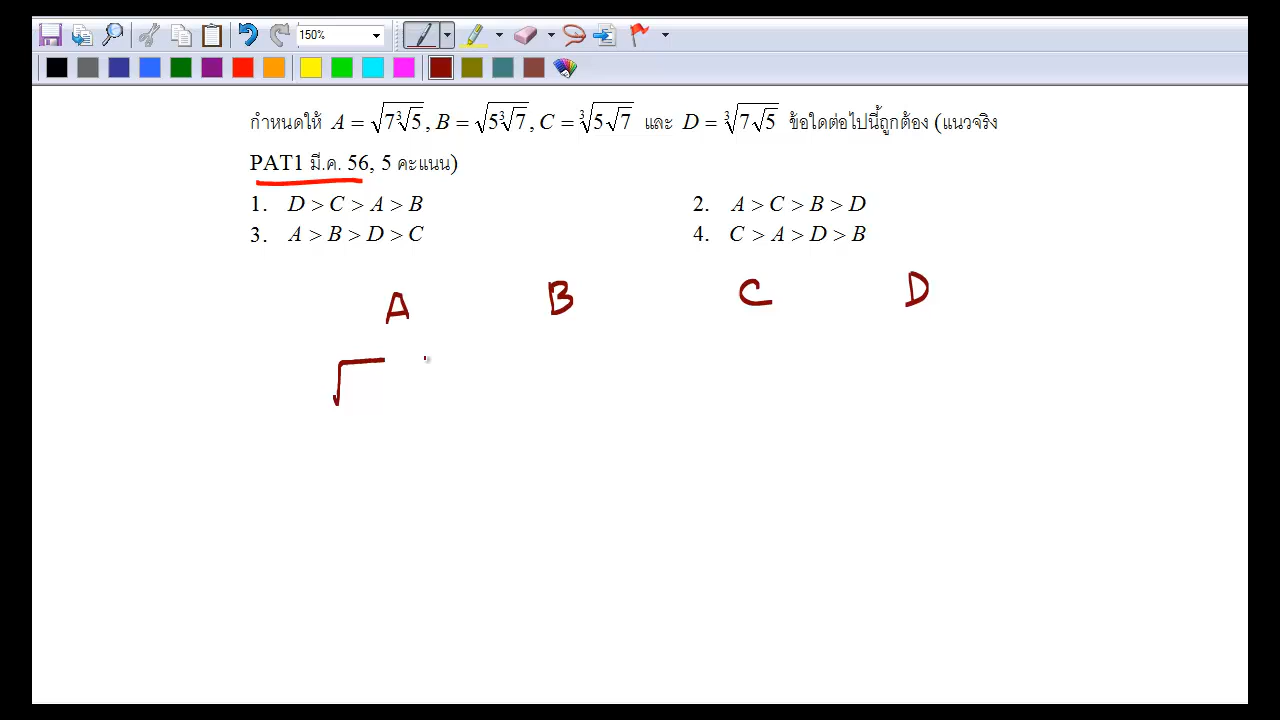 150%
กำหนดให้ A = √(7∛5), B = √(5∛7), C = ∛(5√7) และ D = ∛(7√5) ข้อใดต่อไปนี้ถูกต้อง (แนวจริง
PAT1 มี.ค. 56, 5 คะแนน)
1. D > C > A > B 2. A > C > B > D
3. A > B > D > C 4. C > A > D > B
A B C D
√